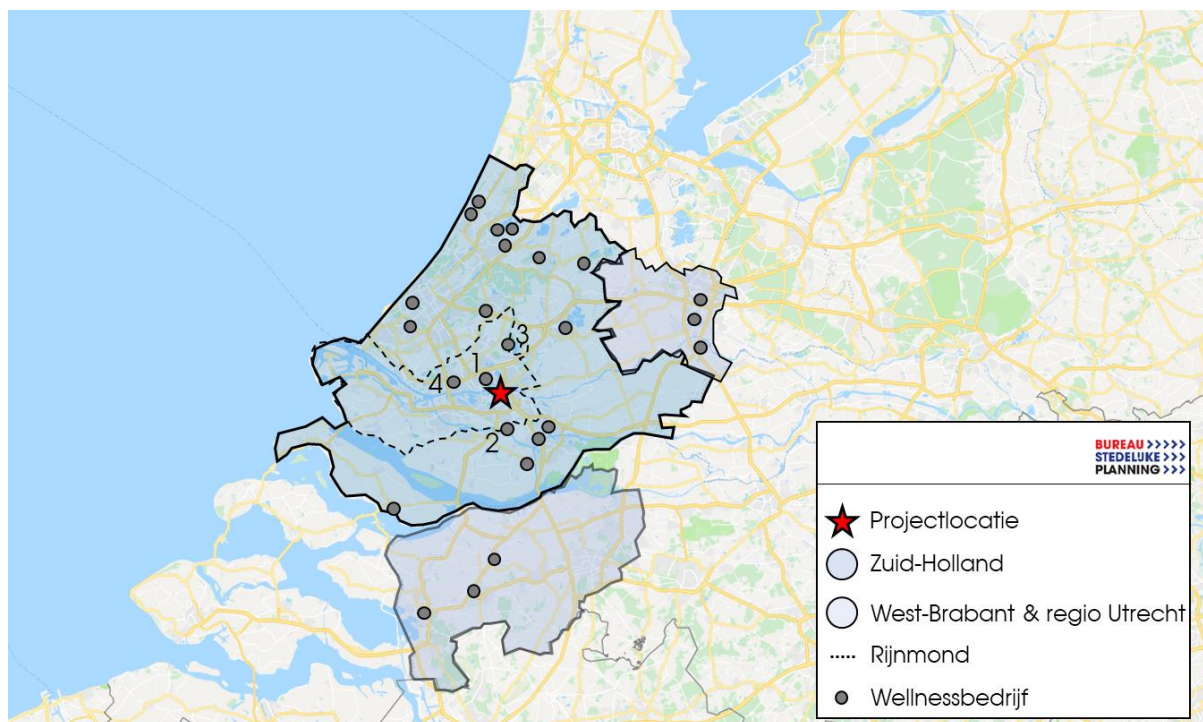 3
1
4
2
BUREAU >>>>>
STEDELIJKE >>>
PLANNING >>>
Projectlocatie
Zuid-Holland
West-Brabant & regio Utrecht
Rijnmond
Wellnessbedrijf